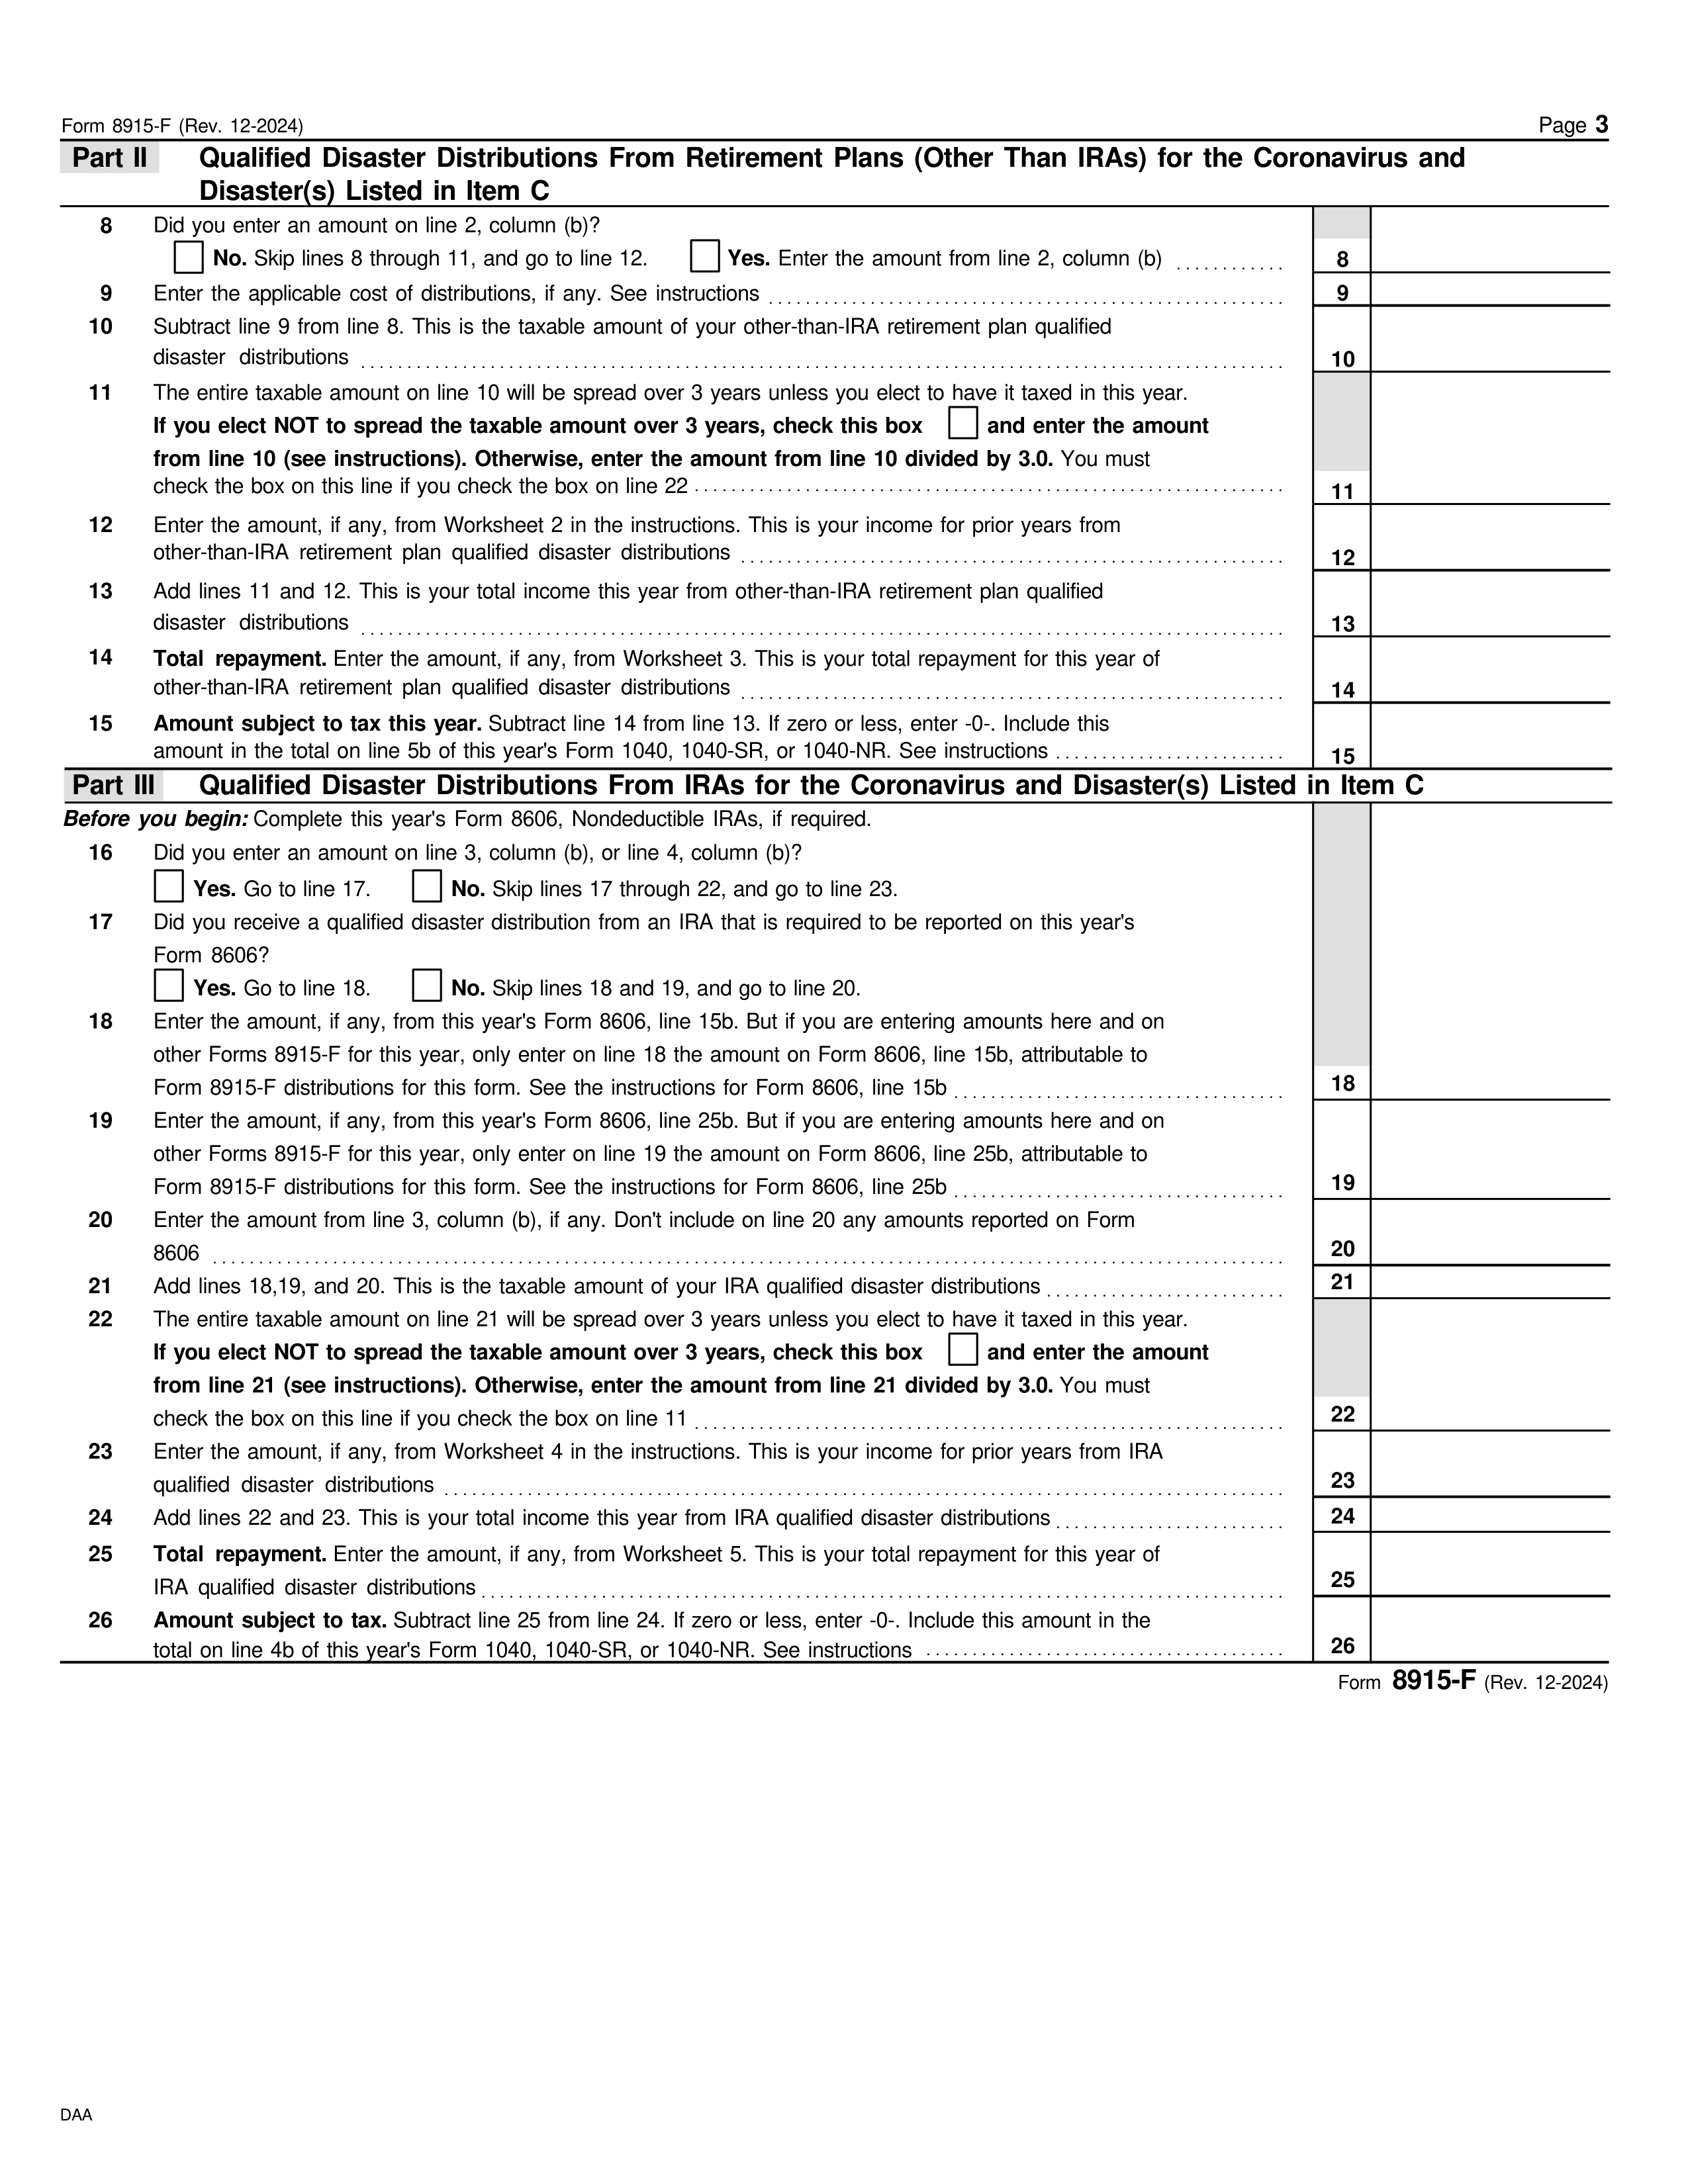 Form 8915-F (Rev. 12-2024) Page 3
Part II Qualified Disaster Distributions From Retirement Plans (Other Than IRAs) for the Coronavirus and
Disaster(s) Listed in Item C
8 Did you enter an amount on line 2, column (b)?
No. Skip lines 8 through 11, and go to line 12. Yes. Enter the amount from line 2, column (b) 8
9 Enter the applicable cost of distributions, if any. See instructions 9
10 Subtract line 9 from line 8. This is the taxable amount of your other-than-IRA retirement plan qualified
disaster distributions 10
11 The entire taxable amount on line 10 will be spread over 3 years unless you elect to have it taxed in this year.
If you elect NOT to spread the taxable amount over 3 years, check this box and enter the amount
from line 10 (see instructions). Otherwise, enter the amount from line 10 divided by 3.0. You must
check the box on this line if you check the box on line 22 11
12 Enter the amount, if any, from Worksheet 2 in the instructions. This is your income for prior years from
other-than-IRA retirement plan qualified disaster distributions 12
13 Add lines 11 and 12. This is your total income this year from other-than-IRA retirement plan qualified
disaster distributions 13
14 Total repayment. Enter the amount, if any, from Worksheet 3. This is your total repayment for this year of
other-than-IRA retirement plan qualified disaster distributions 14
15 Amount subject to tax this year. Subtract line 14 from line 13. If zero or less, enter -0-. Include this
amount in the total on line 5b of this year's Form 1040, 1040-SR, or 1040-NR. See instructions 15
Part III Qualified Disaster Distributions From IRAs for the Coronavirus and Disaster(s) Listed in Item C
Before you begin: Complete this year's Form 8606, Nondeductible IRAs, if required.
16 Did you enter an amount on line 3, column (b), or line 4, column (b)?
Yes. Go to line 17. No. Skip lines 17 through 22, and go to line 23.
17 Did you receive a qualified disaster distribution from an IRA that is required to be reported on this year's
Form 8606?
Yes. Go to line 18. No. Skip lines 18 and 19, and go to line 20.
18 Enter the amount, if any, from this year's Form 8606, line 15b. But if you are entering amounts here and on
other Forms 8915-F for this year, only enter on line 18 the amount on Form 8606, line 15b, attributable to
Form 8915-F distributions for this form. See the instructions for Form 8606, line 15b 18
19 Enter the amount, if any, from this year's Form 8606, line 25b. But if you are entering amounts here and on
other Forms 8915-F for this year, only enter on line 19 the amount on Form 8606, line 25b, attributable to
Form 8915-F distributions for this form. See the instructions for Form 8606, line 25b 19
20 Enter the amount from line 3, column (b), if any. Don't include on line 20 any amounts reported on Form
8606 20
21 Add lines 18,19, and 20. This is the taxable amount of your IRA qualified disaster distributions 21
22 The entire taxable amount on line 21 will be spread over 3 years unless you elect to have it taxed in this year.
If you elect NOT to spread the taxable amount over 3 years, check this box and enter the amount
from line 21 (see instructions). Otherwise, enter the amount from line 21 divided by 3.0. You must
check the box on this line if you check the box on line 11 22
23 Enter the amount, if any, from Worksheet 4 in the instructions. This is your income for prior years from IRA
qualified disaster distributions 23
24 Add lines 22 and 23. This is your total income this year from IRA qualified disaster distributions 24
25 Total repayment. Enter the amount, if any, from Worksheet 5. This is your total repayment for this year of
IRA qualified disaster distributions 25
26 Amount subject to tax. Subtract line 25 from line 24. If zero or less, enter -0-. Include this amount in the
total on line 4b of this year's Form 1040, 1040-SR, or 1040-NR. See instructions 26
Form 8915-F (Rev. 12-2024)
DAA